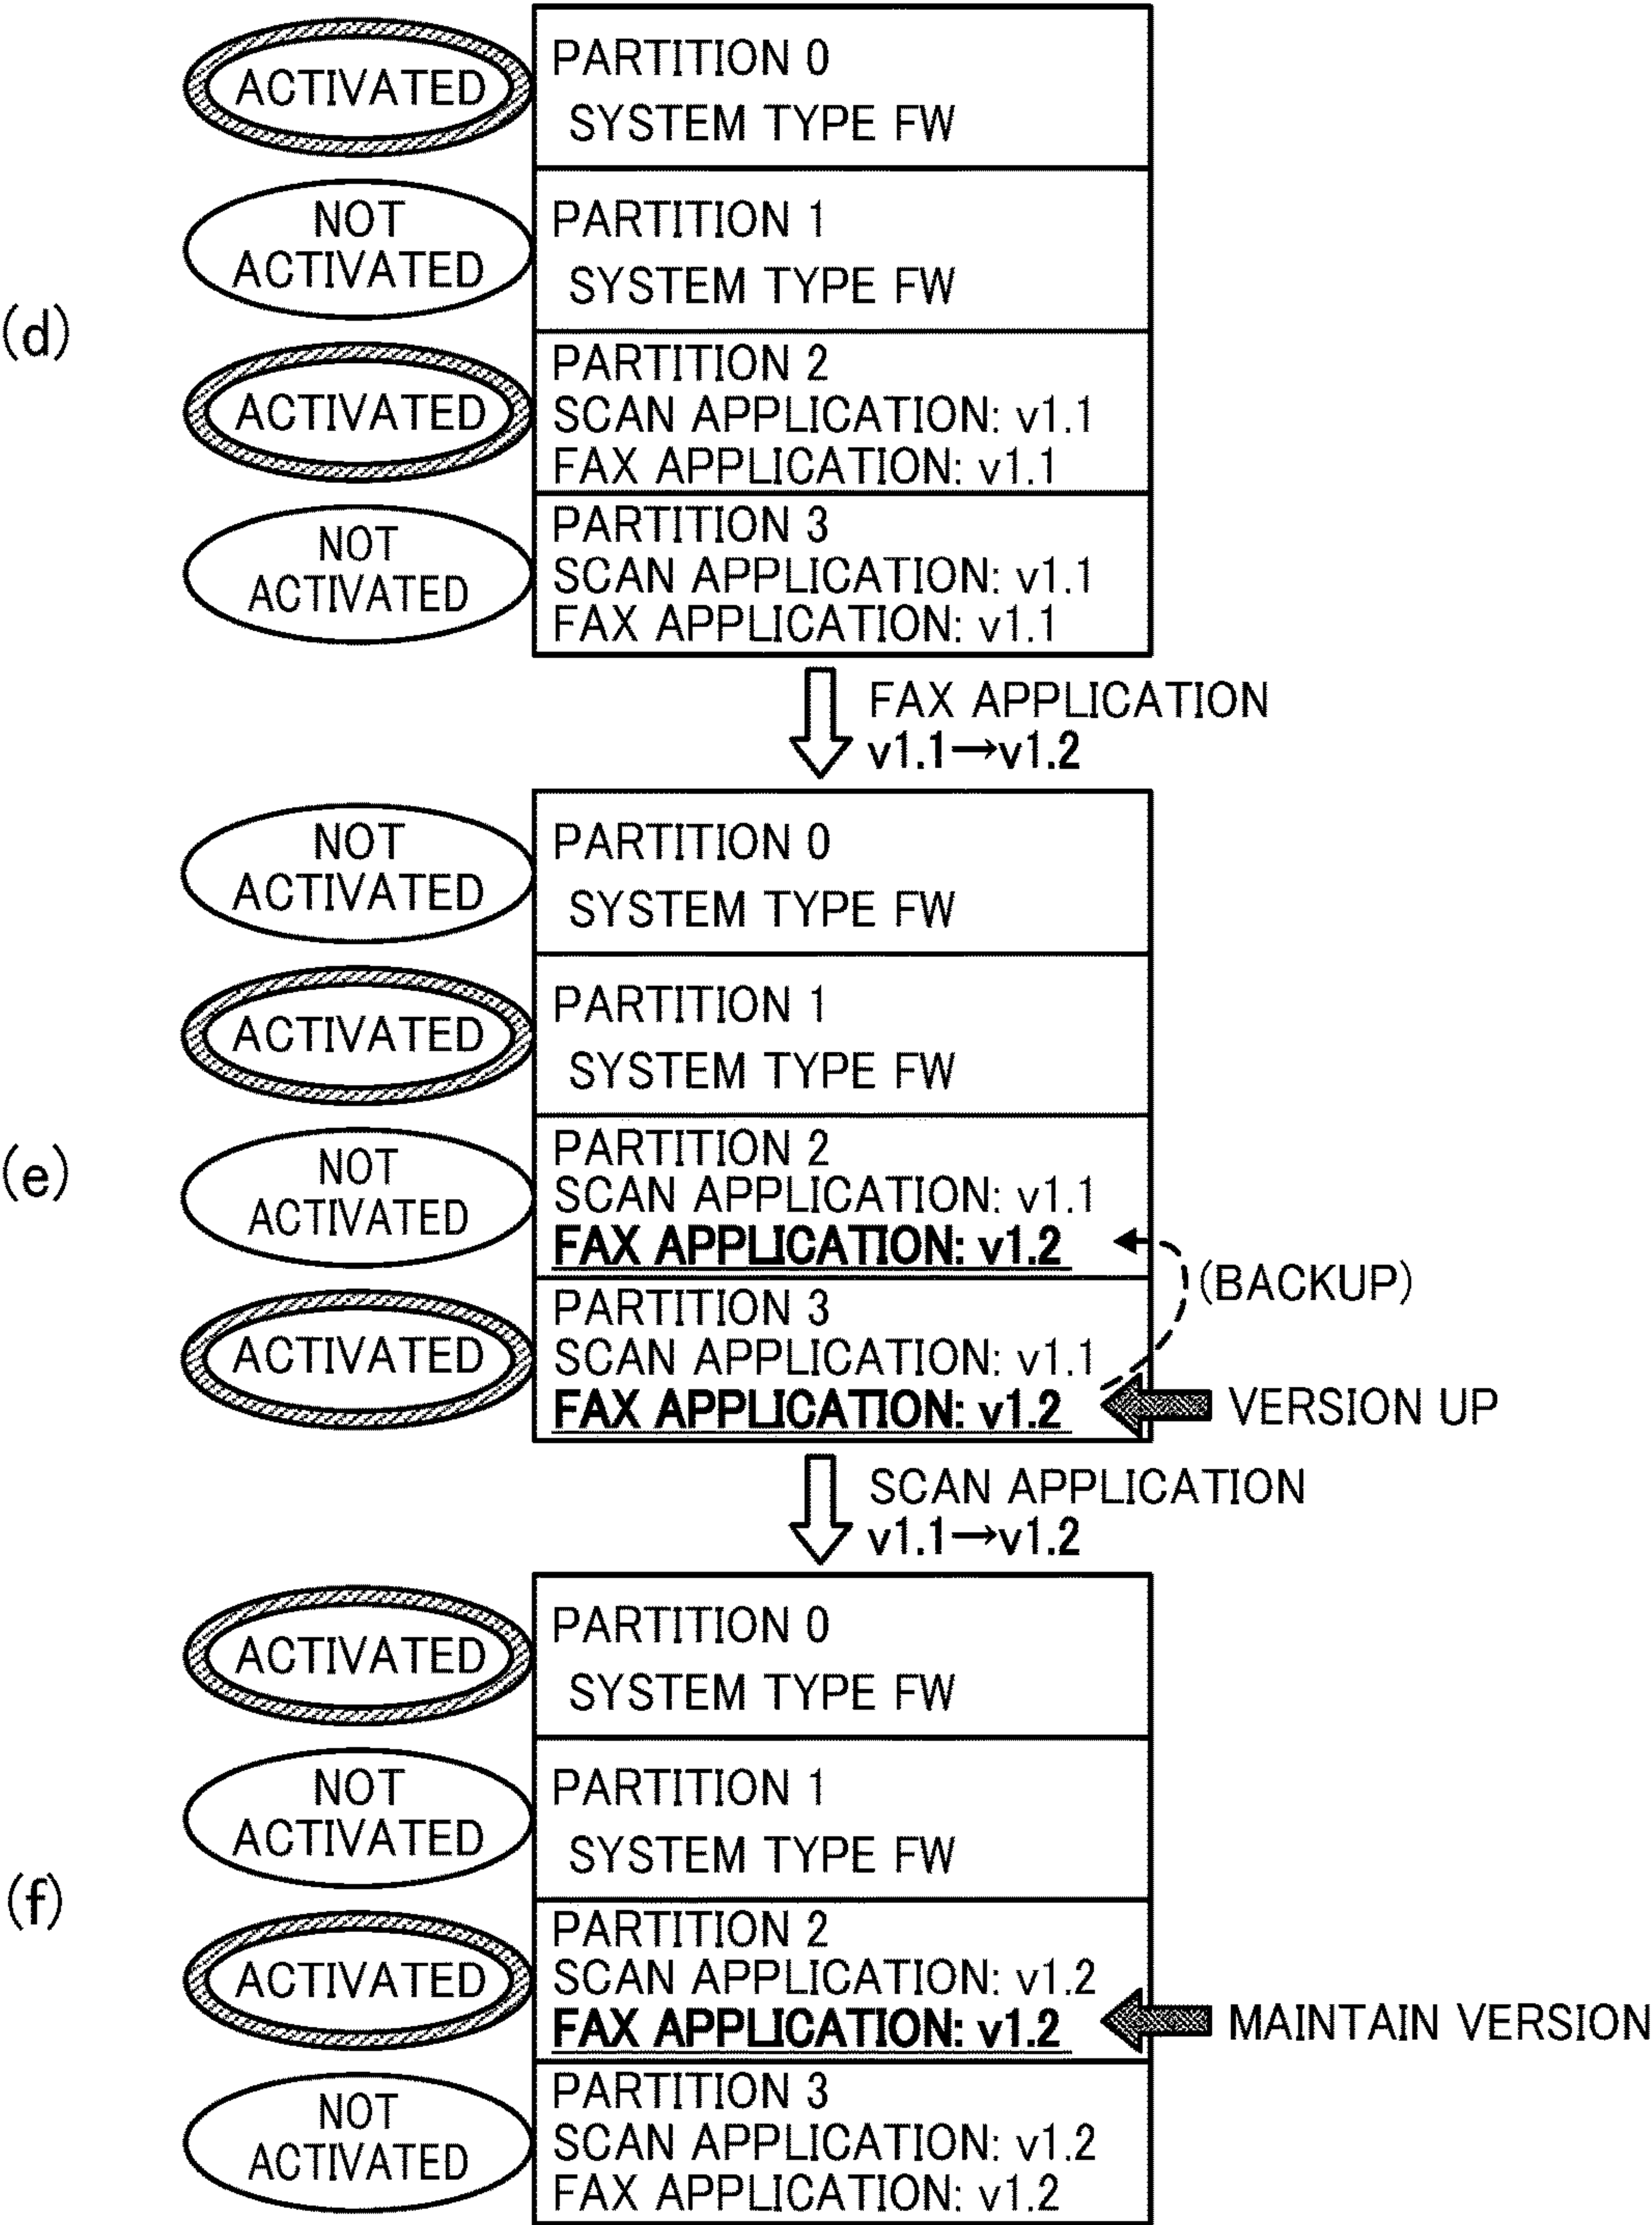 (d)
ACTIVATED
PARTITION 0
SYSTEM TYPE FW
NOT
ACTIVATED
PARTITION 1
SYSTEM TYPE FW
ACTIVATED
PARTITION 2
SCAN APPLICATION: v1.1
FAX APPLICATION: v1.1
NOT
ACTIVATED
PARTITION 3
SCAN APPLICATION: v1.1
FAX APPLICATION: v1.1
FAX APPLICATION
v1.1→v1.2
(e)
NOT
ACTIVATED
PARTITION 0
SYSTEM TYPE FW
ACTIVATED
PARTITION 1
SYSTEM TYPE FW
NOT
ACTIVATED
PARTITION 2
SCAN APPLICATION: v1.1
FAX APPLICATION: v1.2
(BACKUP)
ACTIVATED
PARTITION 3
SCAN APPLICATION: v1.1
FAX APPLICATION: v1.2
VERSION UP
SCAN APPLICATION
v1.1→v1.2
(f)
ACTIVATED
PARTITION 0
SYSTEM TYPE FW
NOT
ACTIVATED
PARTITION 1
SYSTEM TYPE FW
ACTIVATED
PARTITION 2
SCAN APPLICATION: v1.2
FAX APPLICATION: v1.2
MAINTAIN VERSION
NOT
ACTIVATED
PARTITION 3
SCAN APPLICATION: v1.2
FAX APPLICATION: v1.2